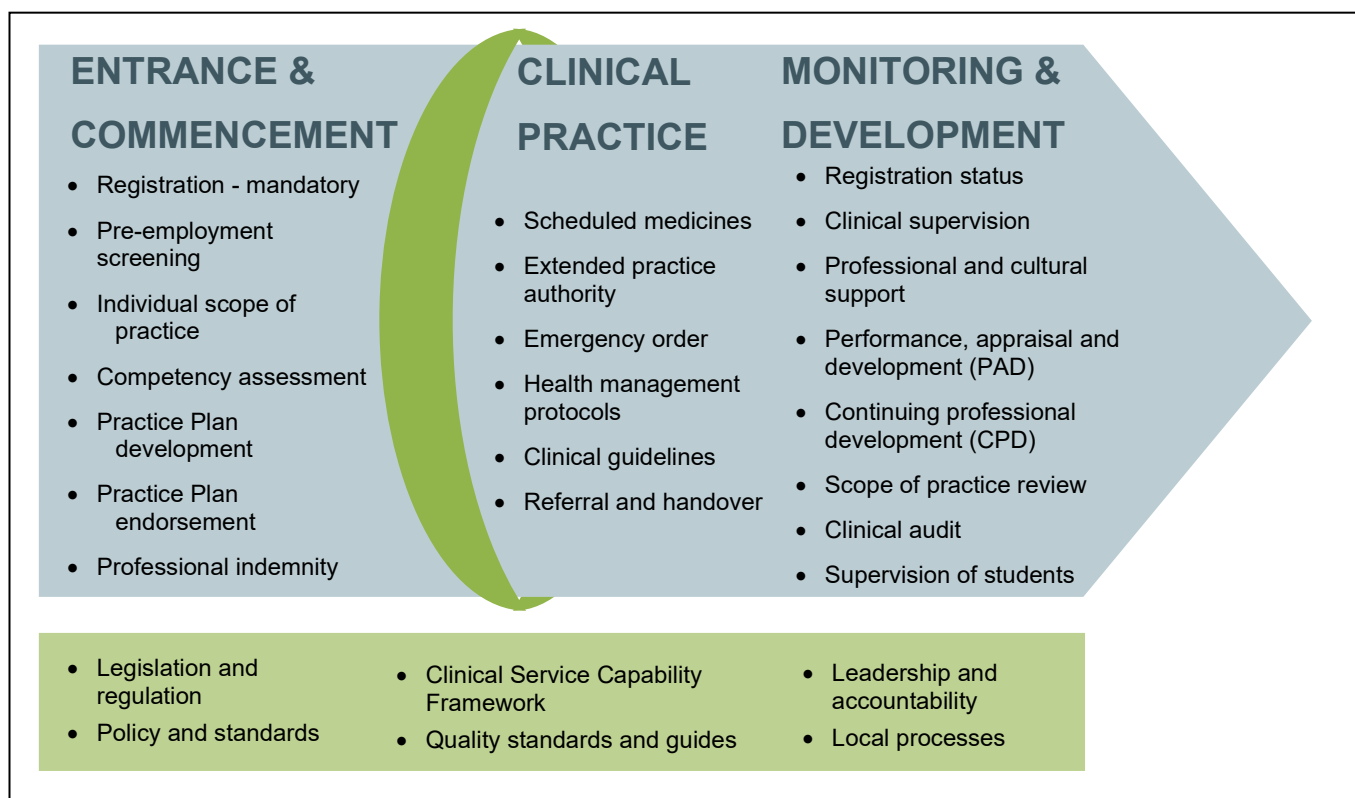 ENTRANCE &
COMMENCEMENT
• Registration - mandatory
• Pre-employment
screening
• Individual scope of
practice
• Competency assessment
• Practice Plan
development
• Practice Plan
endorsement
• Professional indemnity
CLINICAL
PRACTICE
• Scheduled medicines
• Extended practice
authority
• Emergency order
• Health management
protocols
• Clinical guidelines
• Referral and handover
MONITORING &
DEVELOPMENT
• Registration status
• Clinical supervision
• Professional and cultural
support
• Performance, appraisal and
development (PAD)
• Continuing professional
development (CPD)
• Scope of practice review
• Clinical audit
• Supervision of students
• Legislation and
regulation
• Policy and standards
• Clinical Service Capability
Framework
• Quality standards and guides
• Leadership and
accountability
• Local processes